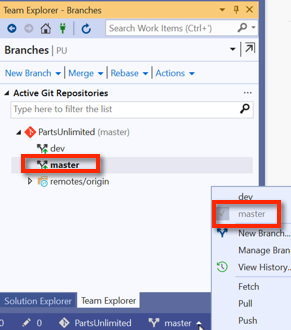 Team Explorer - Branches
Search Work Items (Ctrl+')
Branches | PU
New Branch | Merge | Rebase | Actions
Active Git Repositories
Type here to filter the list
PartsUnlimited (master)
dev
master
remotes/origin
dev
master
New Branch...
Manage Bran
View History...
Fetch
Pull
Push
Solution Explorer Team Explorer
0 0 PartsUnlimited master